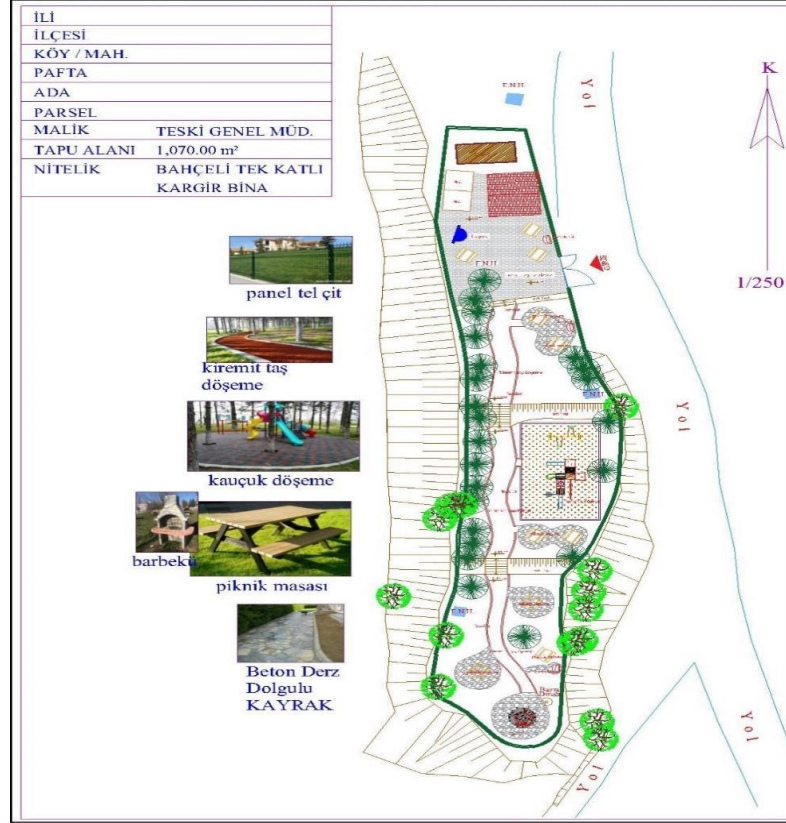 İLİ
İLÇESİ
KÖY / MAH.
PAFTA
ADA
PARSEL
MALİK TESKİ GENEL MÜD.
TAPU ALANI 1,070.00 m²
NİTELİK BAHÇELİ TEK KATLI
KARGİR BİNA
K
1/250
Yol
E.N.H.
E.N.H.
panel tel çit
kiremit taş
döşeme
E.N.H.
Yol
kauçuk döşeme
barbekü
piknik masası
E.N.H.
Beton Derz
Dolgulu
KAYRAK
Yol
Yol